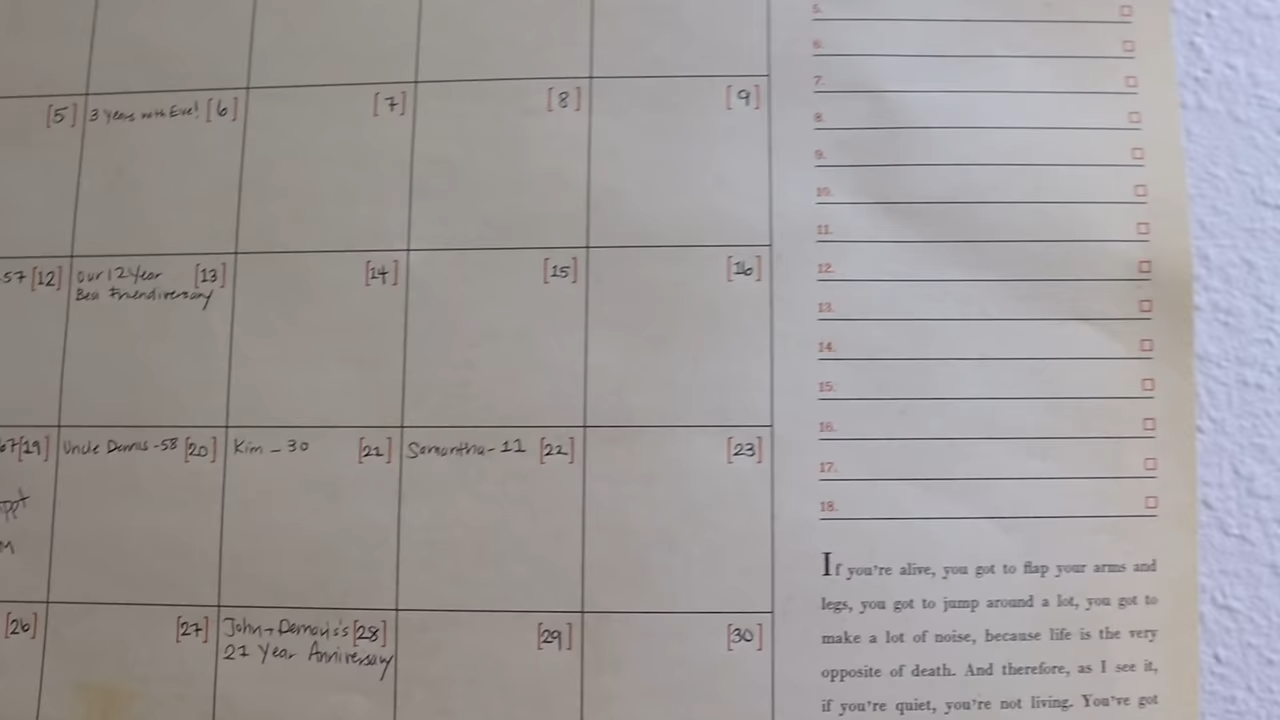 5.
6.
7.
8.
9.
10.
11.
12.
13.
14.
15.
16.
17.
18.
[5] 3 Years with Eve! [6] [7] [8] [9]
57 [12] Our 12 Year [13] [14] [15] [16]
Friendiversary
67 [19] Uncle Dennis -58 [20] Kim - 30 [21] Samantha - 11 [22] [23]
ppt
M
[26] [27] John + [28] [29] [30]
Year Anniversary
If you're alive, you got to flap your arms and
legs, you got to jump around a lot, you got to
make a lot of noise, because life is the very
opposite of death. And therefore, as I see it,
if you're quiet, you're not living. You've got